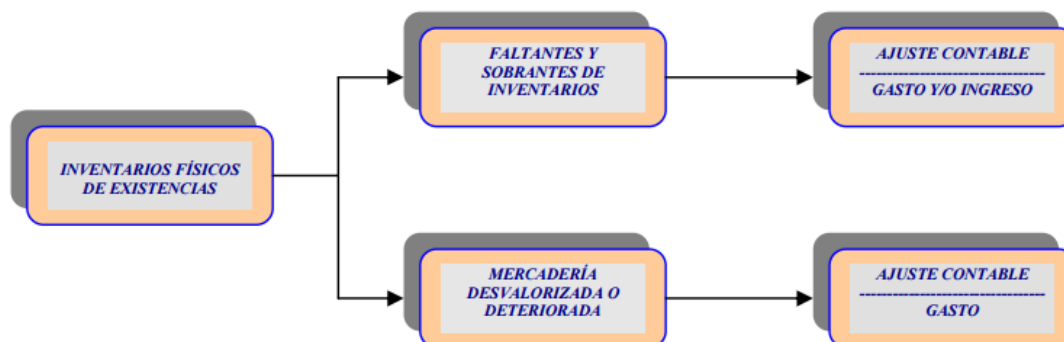 INVENTARIOS FÍSICOS
DE EXISTENCIAS
FALTANTES Y
SOBRANTES DE
INVENTARIOS
AJUSTE CONTABLE
-----------------------------------
GASTO Y/O INGRESO
MERCADERÍA
DESVALORIZADA O
DETERIORADA
AJUSTE CONTABLE
-----------------------------------
GASTO